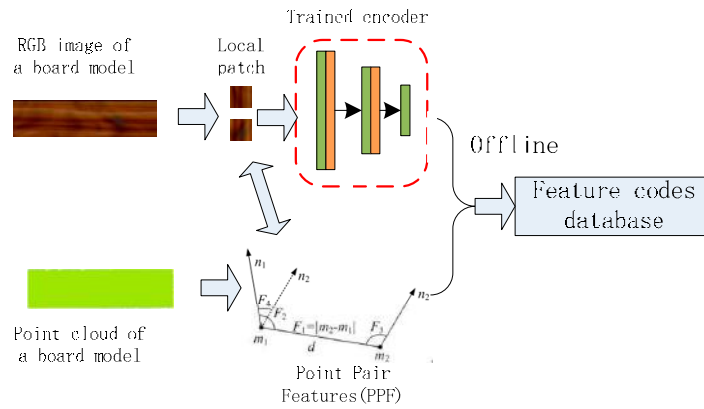 Trained encoder
RGB image of
a board model
Local
patch
Offline
Feature codes
database
n₁
n₂
n₂
F₄
F₂
F₁=|m₂-m₁|
F₃
m₁
d
m₂
Point cloud of
a board model
Point Pair
Features(PPF)